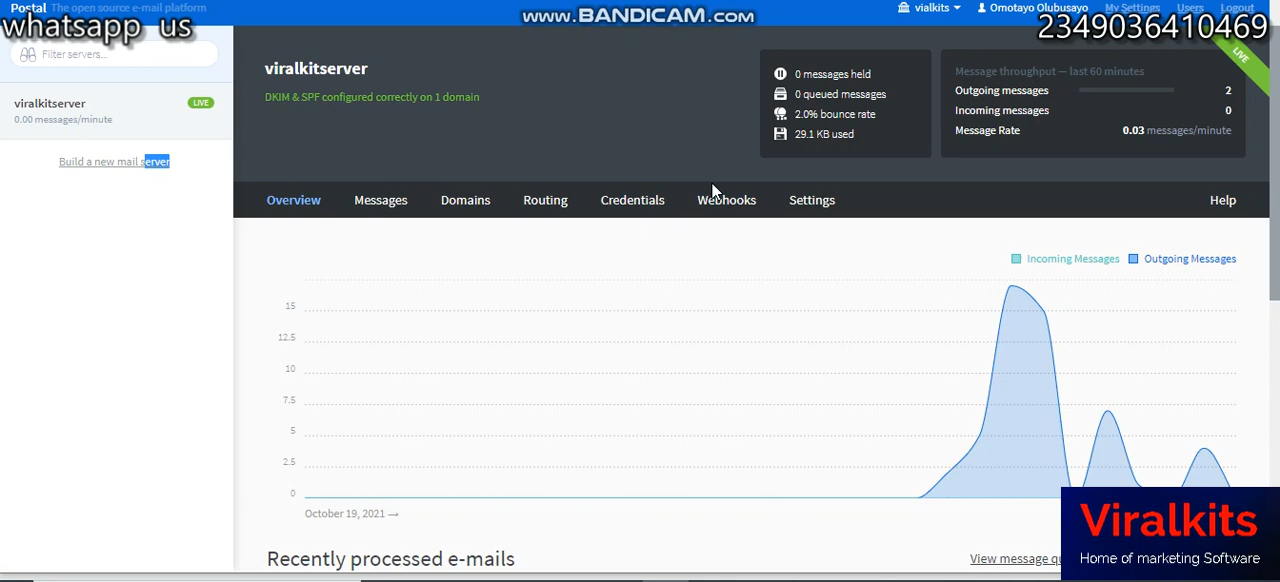 Postal The open source e-mail platform
www.BANDICAM.com
vialkits
Omotayo Olubusayo
My Settings
Users
Logout
whatsapp us
2349036410469
Filter servers...
viralkitserver
LIVE
0.00 messages/minute
Build a new mail server
viralkitserver
DKIM & SPF configured correctly on 1 domain
0 messages held
0 queued messages
2.0% bounce rate
29.1 KB used
Message throughput — last 60 minutes
Outgoing messages 2
Incoming messages 0
Message Rate 0.03 messages/minute
LIVE
Overview Messages Domains Routing Credentials Webhooks Settings Help
Incoming Messages Outgoing Messages
15
12.5
10
7.5
5
2.5
0
October 19, 2021 →
Recently processed e-mails
View message qu
Viralkits
Home of marketing Software